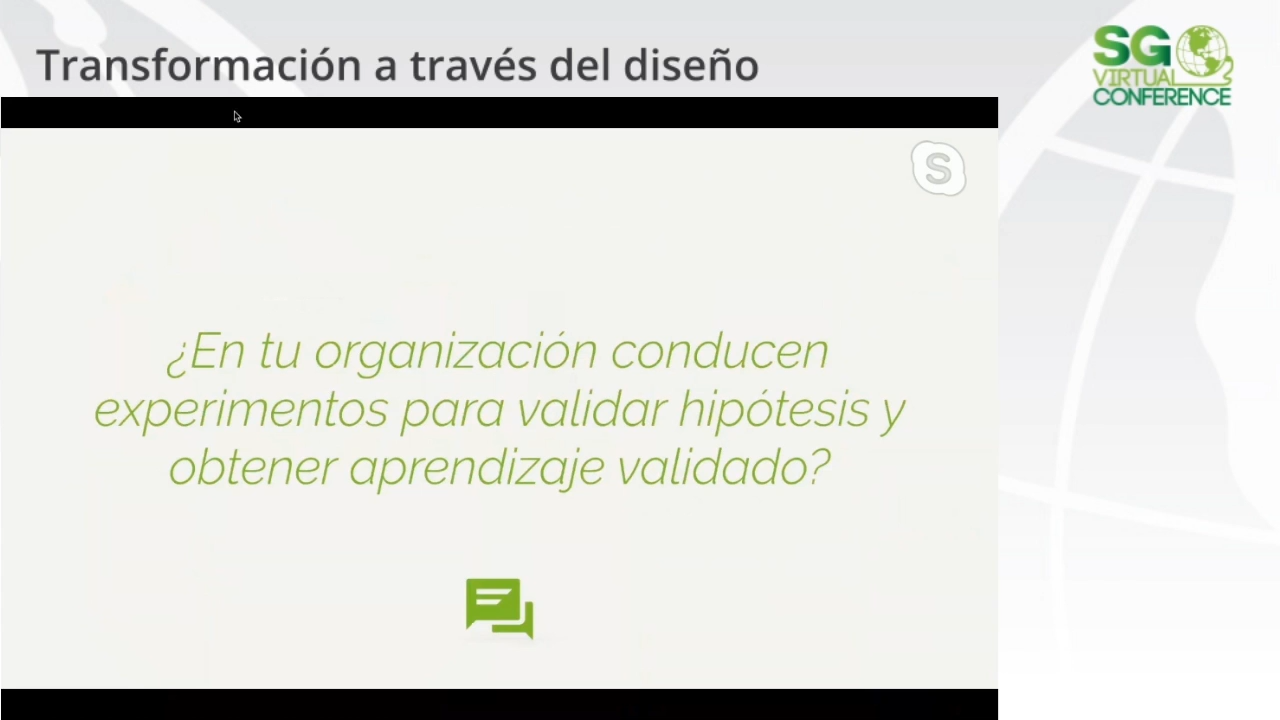 Transformación a través del diseño
SG
VIRTUAL
CONFERENCE
S
¿En tu organización conducen
experimentos para validar hipótesis y
obtener aprendizaje validado?